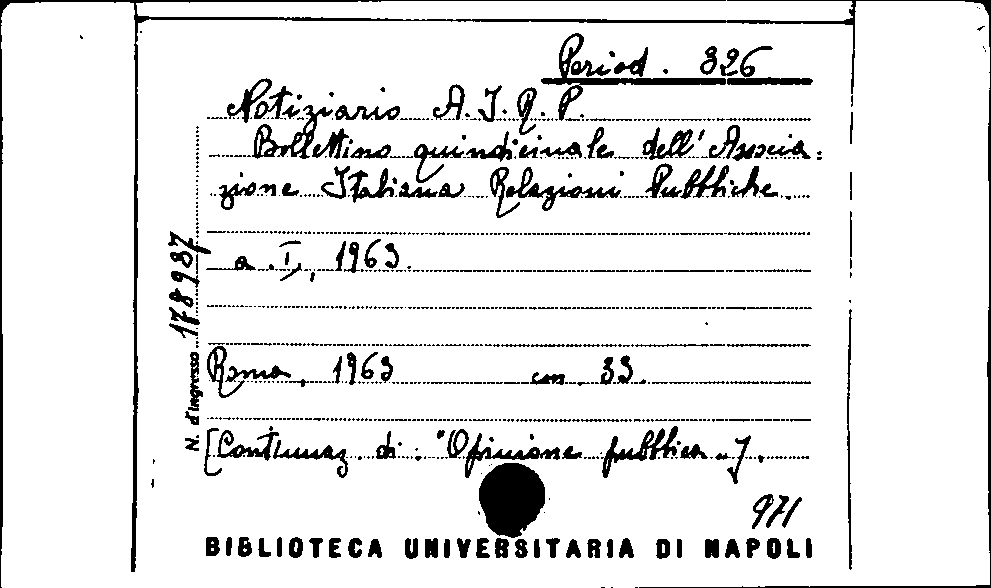 Period. 326
Notiziario A.I.R.P.
Bollettino quindicinale dell'Associa=
zione Italiana Relazioni Pubbliche.
a. I, 1963.
Roma, 1963 cm. 33.
[Continuaz. di: "Opinione pubblica„].
N. d'ingresso 178987
971
BIBLIOTECA UNIVERSITARIA DI NAPOLI